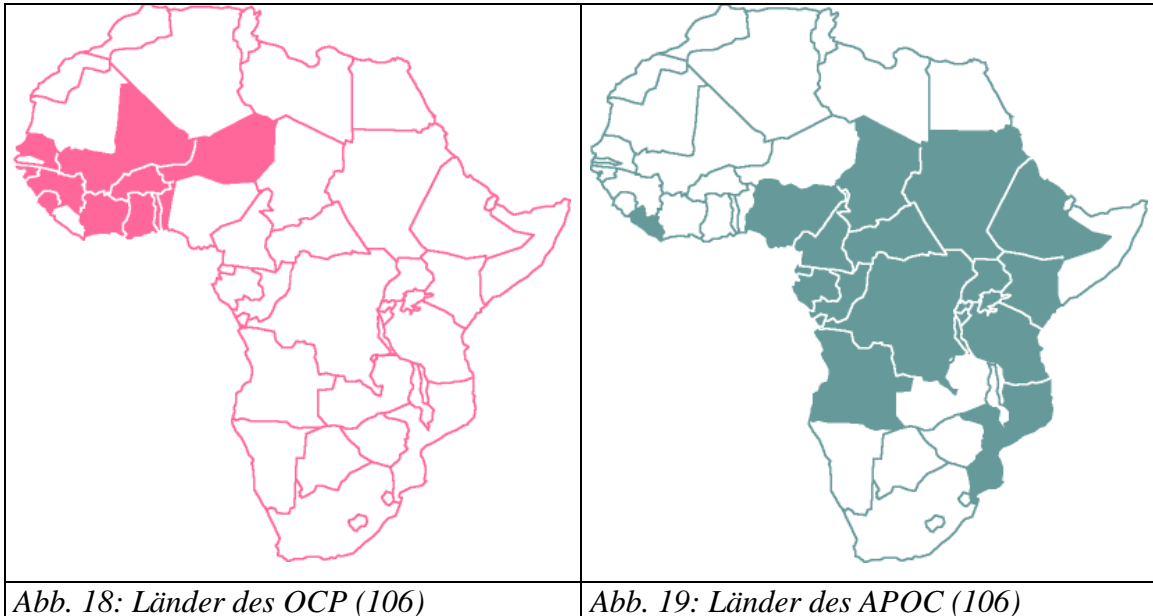 Abb. 18: Länder des OCP (106)
Abb. 19: Länder des APOC (106)